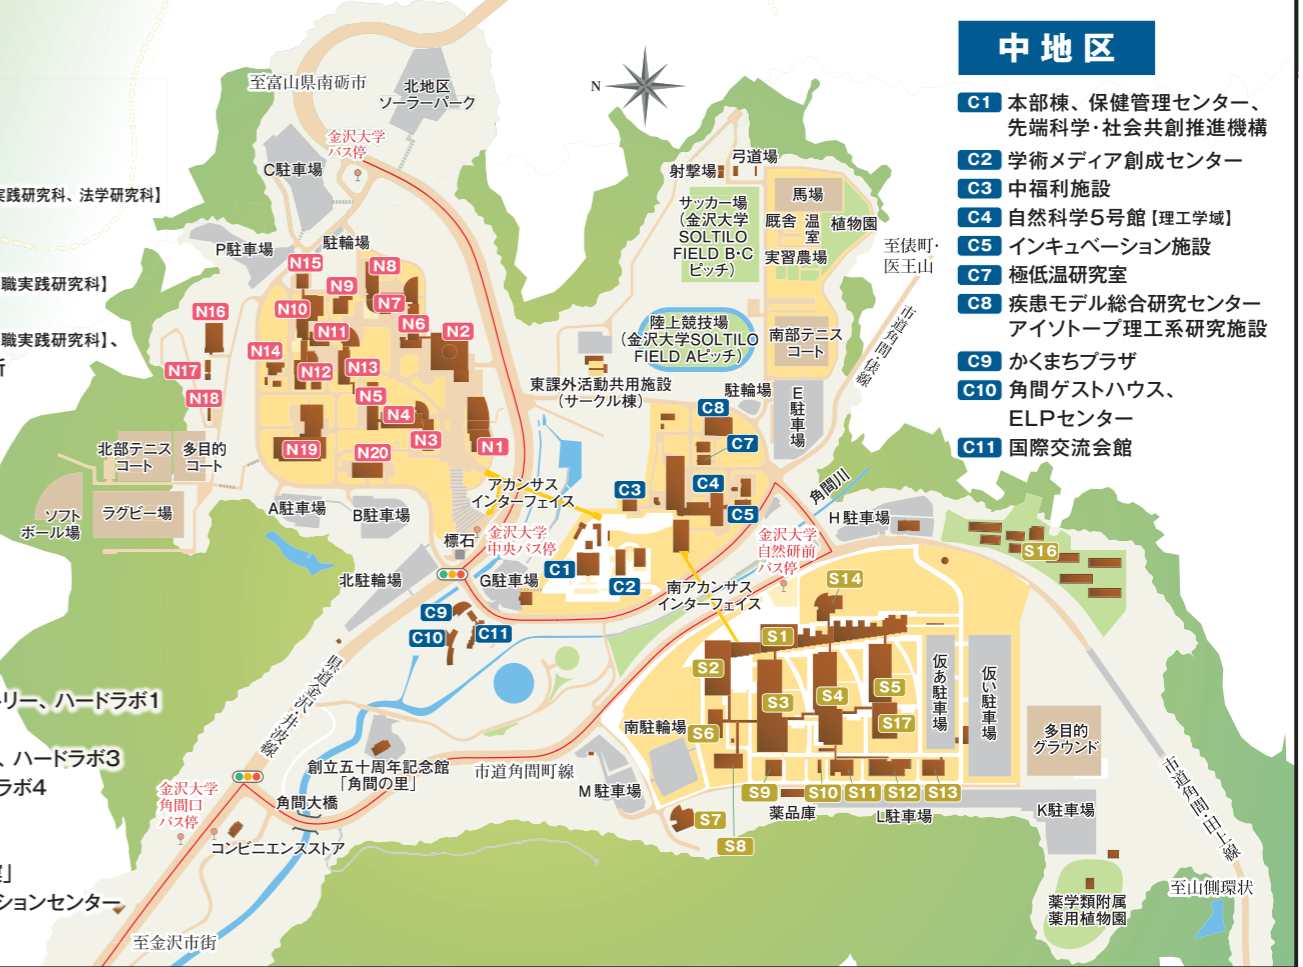 中地区
C1 本部棟、保健管理センター、
先端科学・社会共創推進機構
C2 学術メディア創成センター
C3 中福利施設
C4 自然科学5号館【理工学域】
C5 インキュベーション施設
C7 極低温研究室
C8 疾患モデル総合研究センター
アイソトープ理工系研究施設
C9 かくまちプラザ
C10 角間ゲストハウス、
ELPセンター
C11 国際交流会館
実践研究科、法学研究科】
職実践研究科】
職実践研究科】、
所
リー、ハードラボ1
、ハードラボ3
ラボ4
」
ションセンター
至富山県南砺市
北地区
ソーラーパーク
金沢大学
バス停
C駐車場
P駐車場
駐輪場
N15
N8
N9
N7
N16
N10
N6
N2
N11
N14
N13
N17
N12
N18
N5
N4
N3
N1
N19
N20
北部テニス
コート
多目的
コート
ソフト
ボール場
ラグビー場
A駐車場
B駐車場
アカンサス
インターフェイス
標石
金沢大学
中央バス停
北駐輪場
G駐車場
N
弓道場
射撃場
サッカー場
(金沢大学
SOLTILO
FIELD B・C
ピッチ)
馬場
厩舎
温室
植物園
実習農場
至俵町・
医王山
市道角間・俵線
陸上競技場
(金沢大学SOLTILO
FIELD Aピッチ)
南部テニス
コート
東課外活動共用施設
(サークル棟)
駐輪場
E駐車場
C8
C7
C4
C3
C5
C1
C2
C9
C10
C11
角間川
H駐車場
金沢大学
自然研前
バス停
南アカンサス
インターフェイス
S16
S14
S1
S2
S3
S4
S5
S17
S6
仮あ駐車場
仮い駐車場
多目的
グラウンド
南駐輪場
S9
S10
S11
S12
S13
S7
S8
薬品庫
L駐車場
K駐車場
M駐車場
市道角間町線
県道金沢・井波線
創立五十周年記念館
「角間の里」
角間大橋
金沢大学
角間口
バス停
コンビニエンスストア
至金沢市街
市道角間・田上線
至山側環状
薬学類附属
薬用植物園